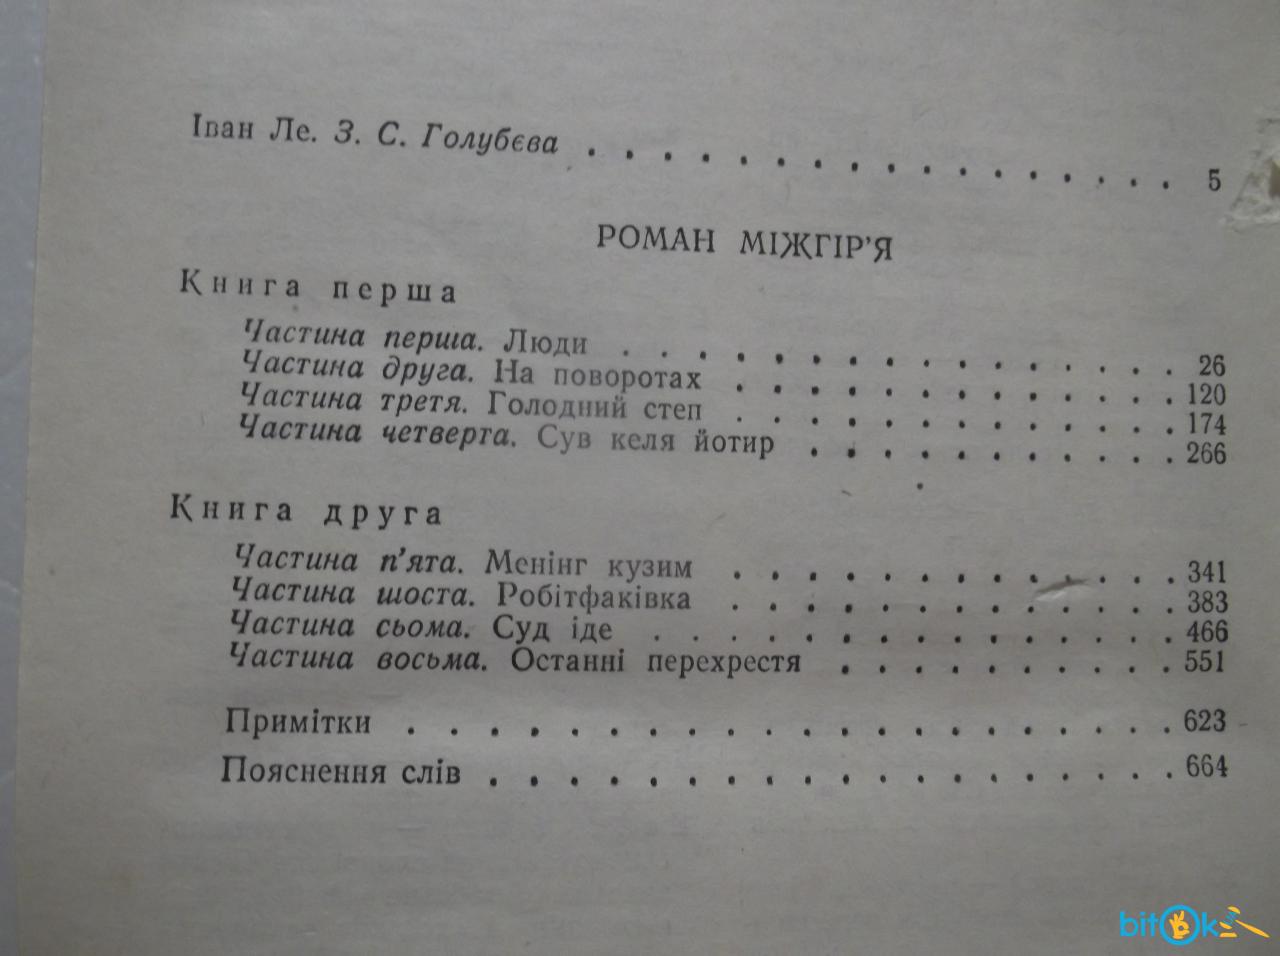 Іван Ле. З. С. Голубєва . . . . . . . . . . . . . . . . 5
РОМАН МІЖГІР’Я
Книга перша
Частина перша. Люди . . . . . . . . . . . . . . . 26
Частина друга. На поворотах . . . . . . . . . . . . 120
Частина третя. Голодний степ . . . . . . . . . . . . 174
Частина четверта. Сув келя йотир . . . . . . . . . . 266
Книга друга
Частина п’ята. Менінг кузим . . . . . . . . . . . . 341
Частина шоста. Робітфаківка . . . . . . . . . . . . 383
Частина сьома. Суд іде . . . . . . . . . . . . . . 466
Частина восьма. Останні перехрестя . . . . . . . . . 551
Примітки . . . . . . . . . . . . . . . . . . . . 623
Пояснення слів . . . . . . . . . . . . . . . . . . 664
bitOk